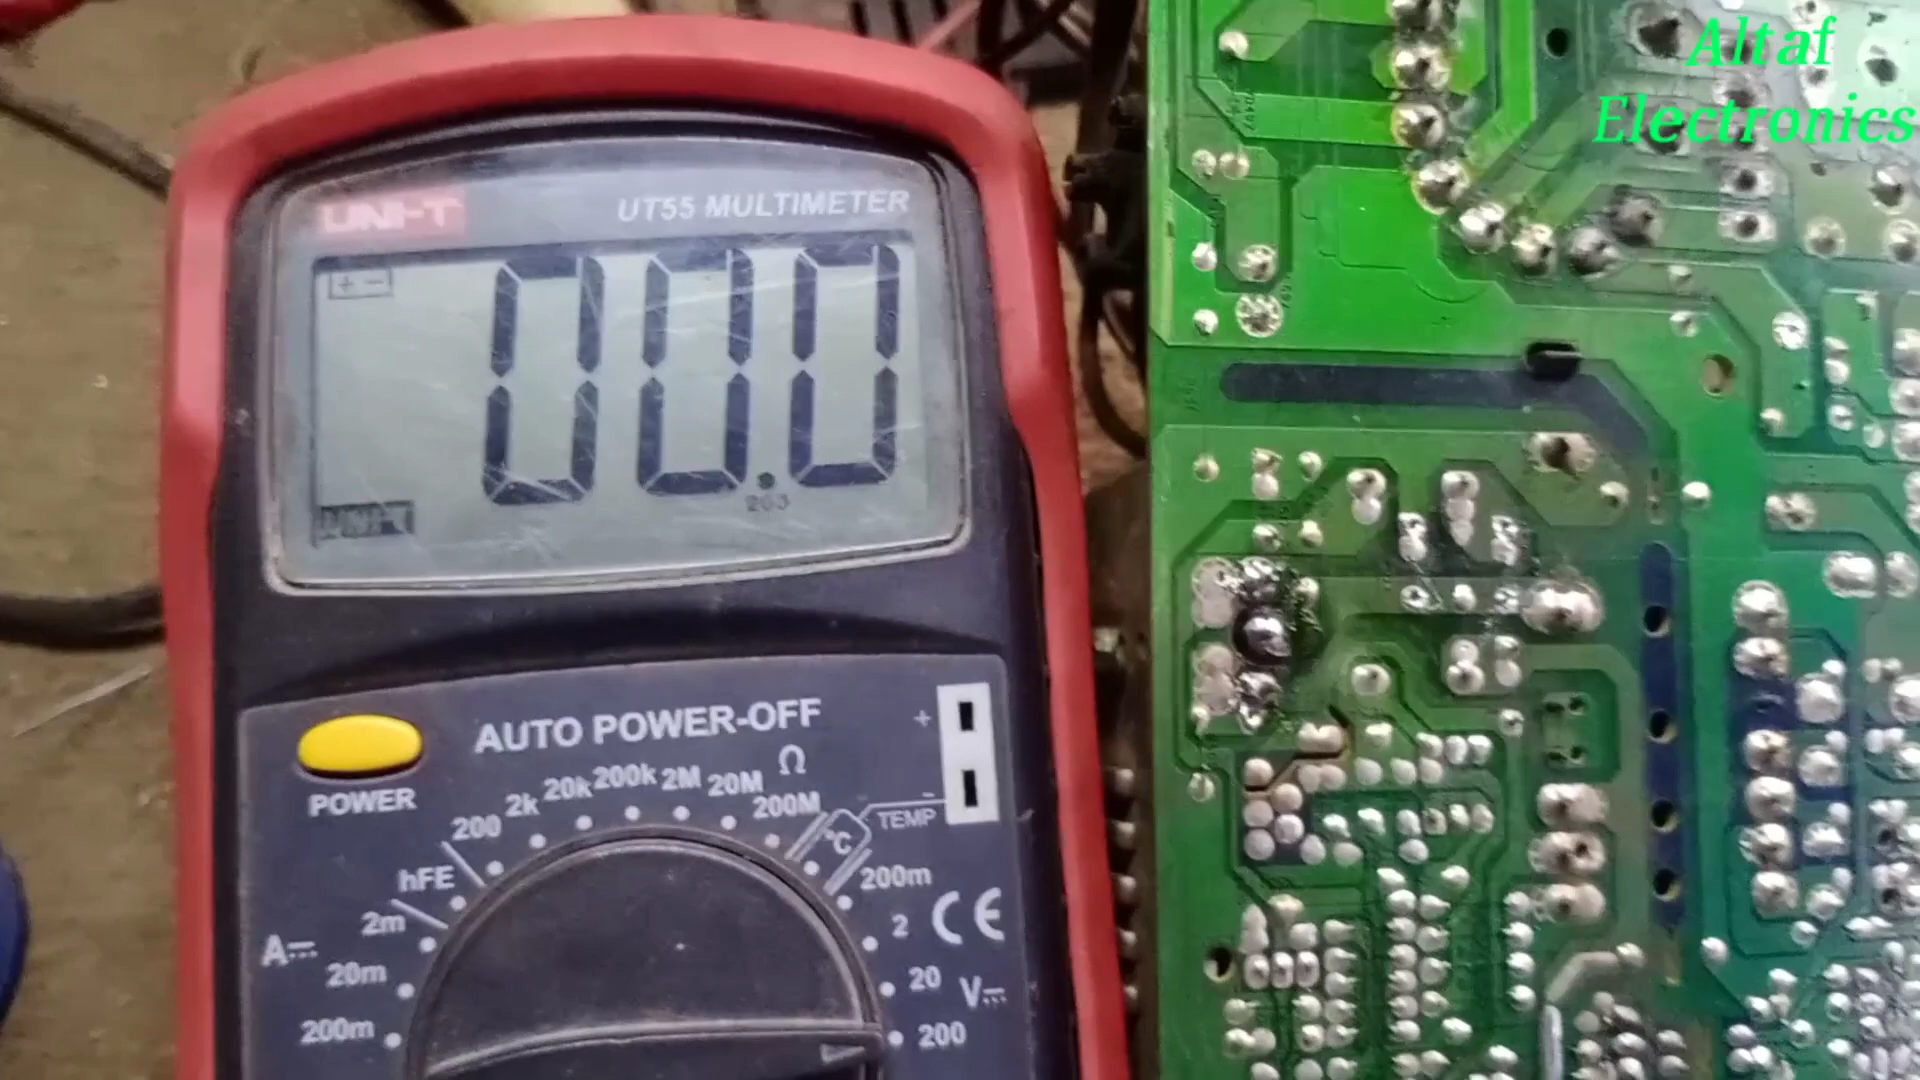 Altaf
Electronics
UNI-T
UT55 MULTIMETER
+ -
00.0
200
UNI-T
AUTO POWER-OFF
POWER
+
-
TEMP
°C
Ω
200 2k 20k 200k 2M 20M 200M
hFE
2m
A
20m
200m
200m
2
20
V
200
CE